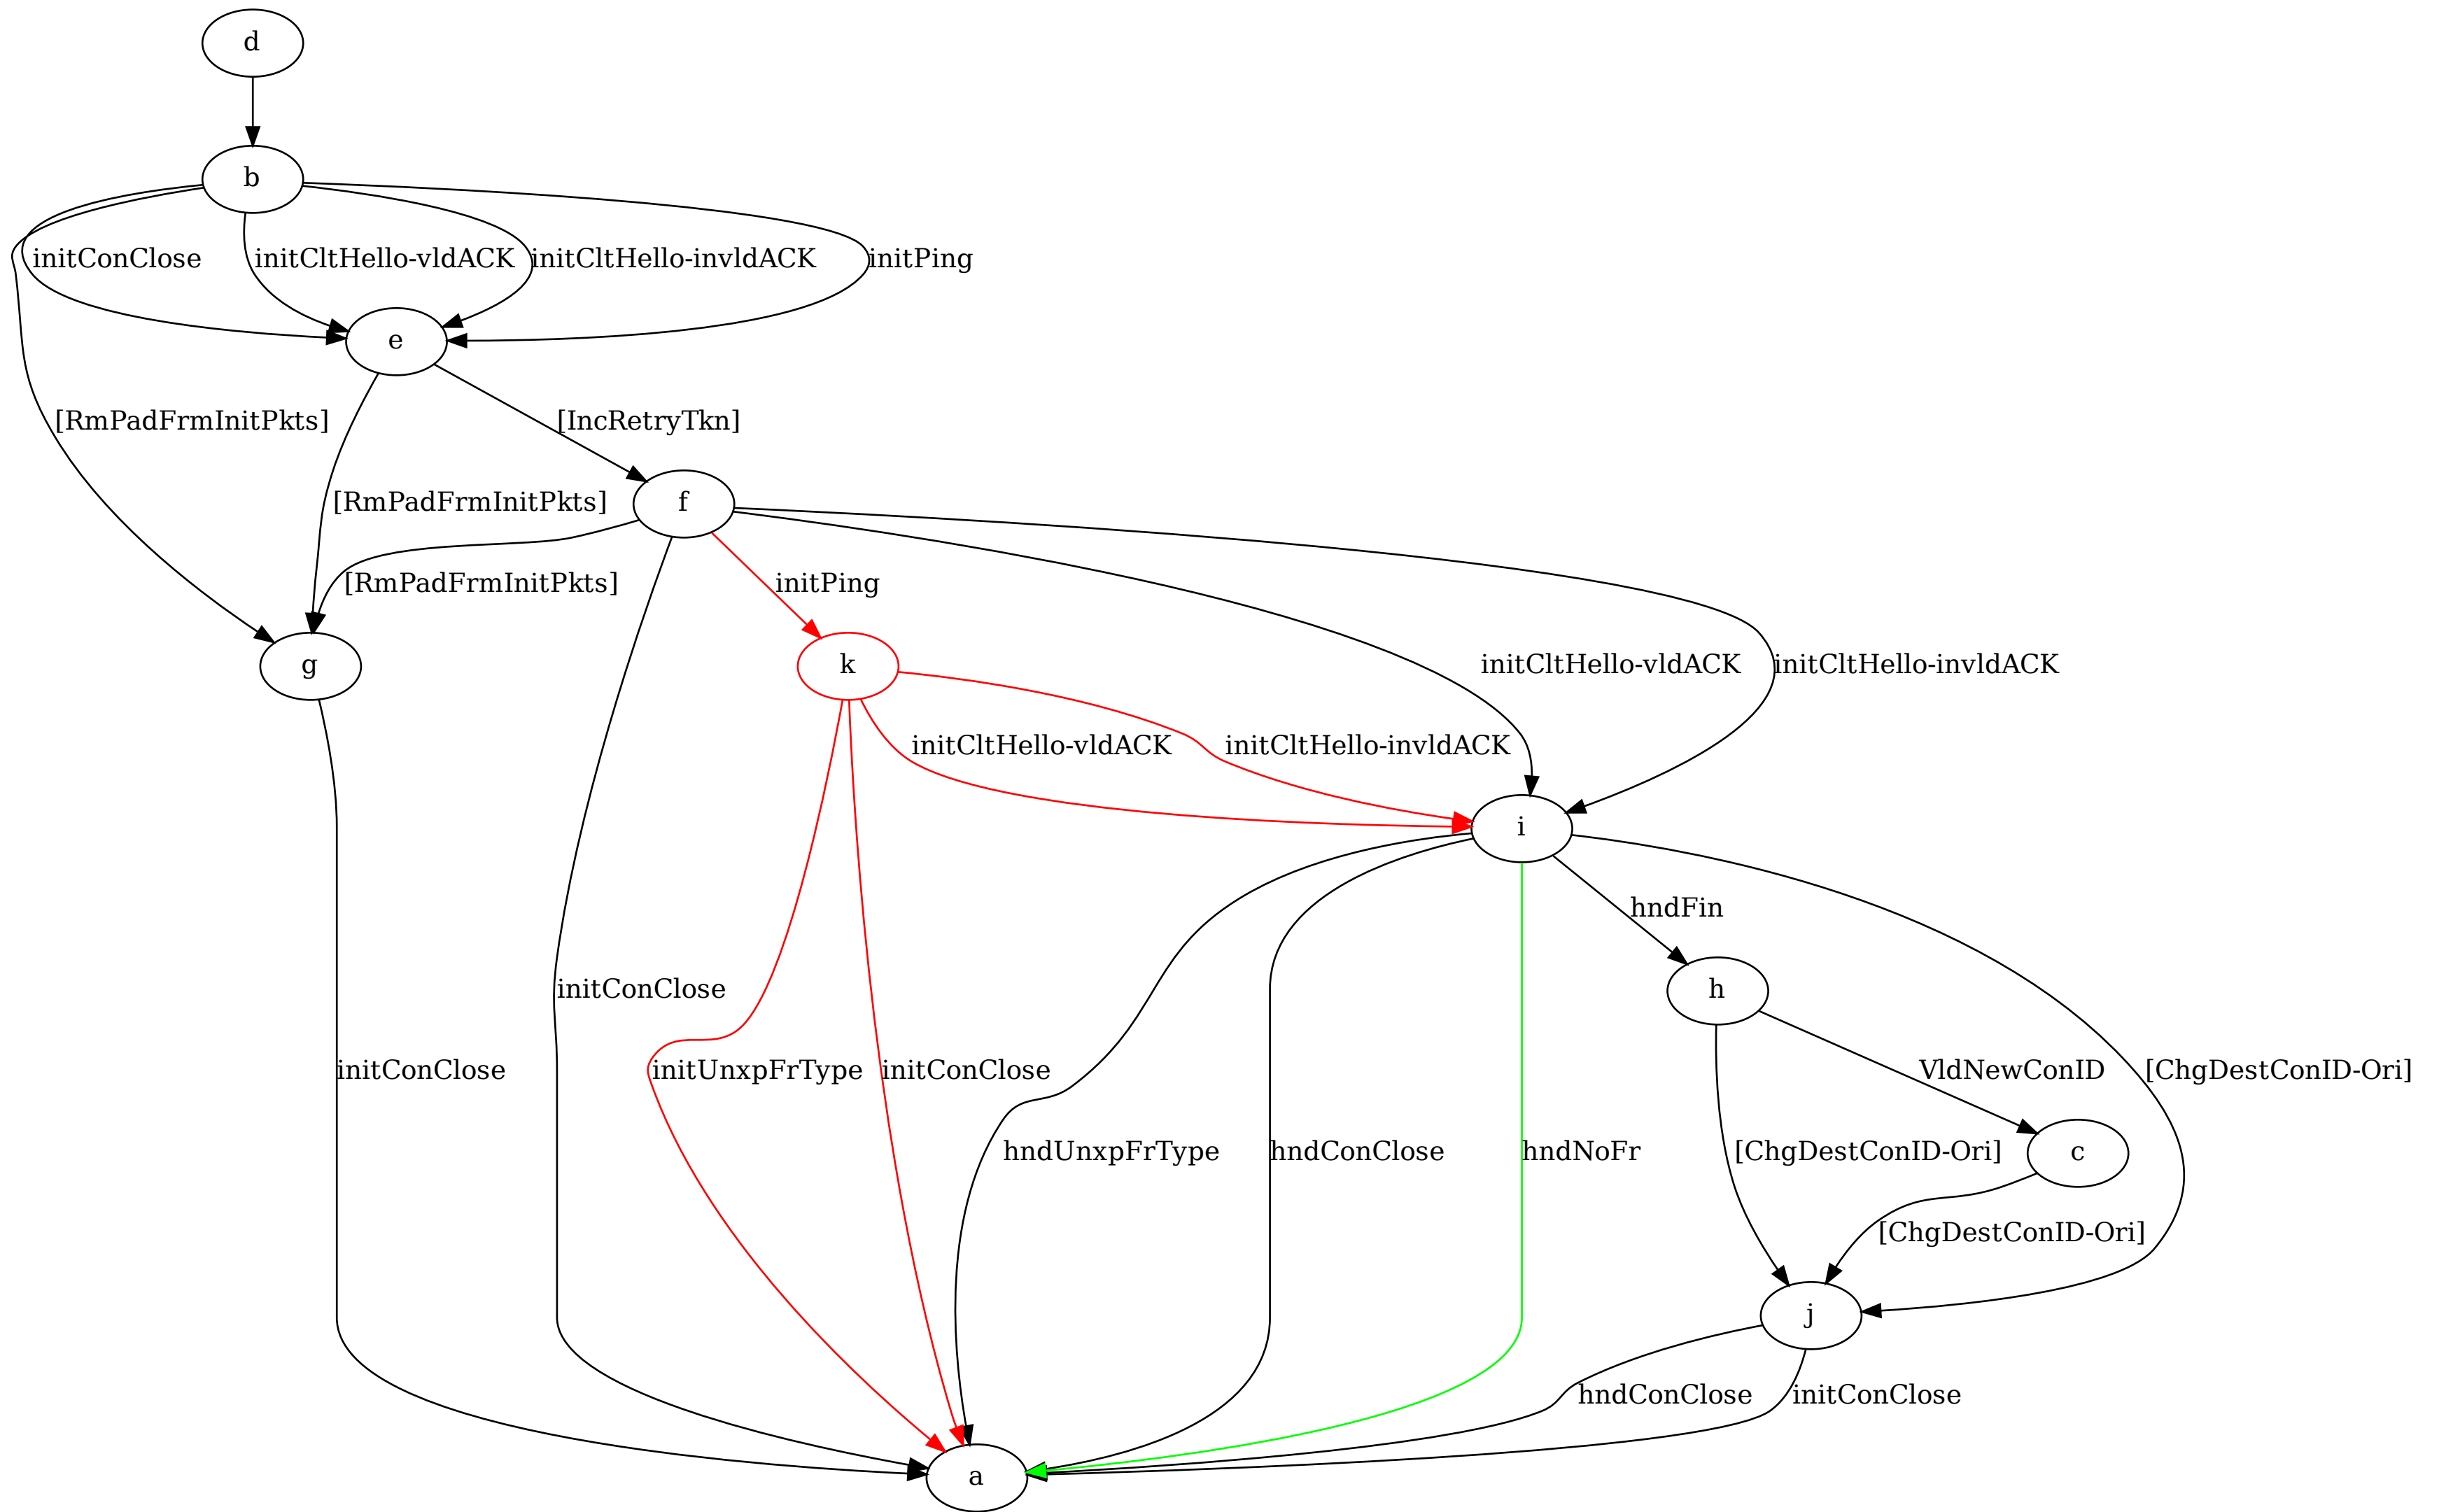 d
b
initConClose
initCltHello-vldACK
initCltHello-invldACK
initPing
e
[RmPadFrmInitPkts]
[IncRetryTkn]
[RmPadFrmInitPkts]
f
[RmPadFrmInitPkts]
initPing
g
k
initCltHello-vldACK
initCltHello-invldACK
initCltHello-vldACK
initCltHello-invldACK
i
hndFin
initConClose
h
initConClose
initUnxpFrType
initConClose
VldNewConID
[ChgDestConID-Ori]
hndUnxpFrType
hndConClose
hndNoFr
[ChgDestConID-Ori]
c
[ChgDestConID-Ori]
j
hndConClose
initConClose
a